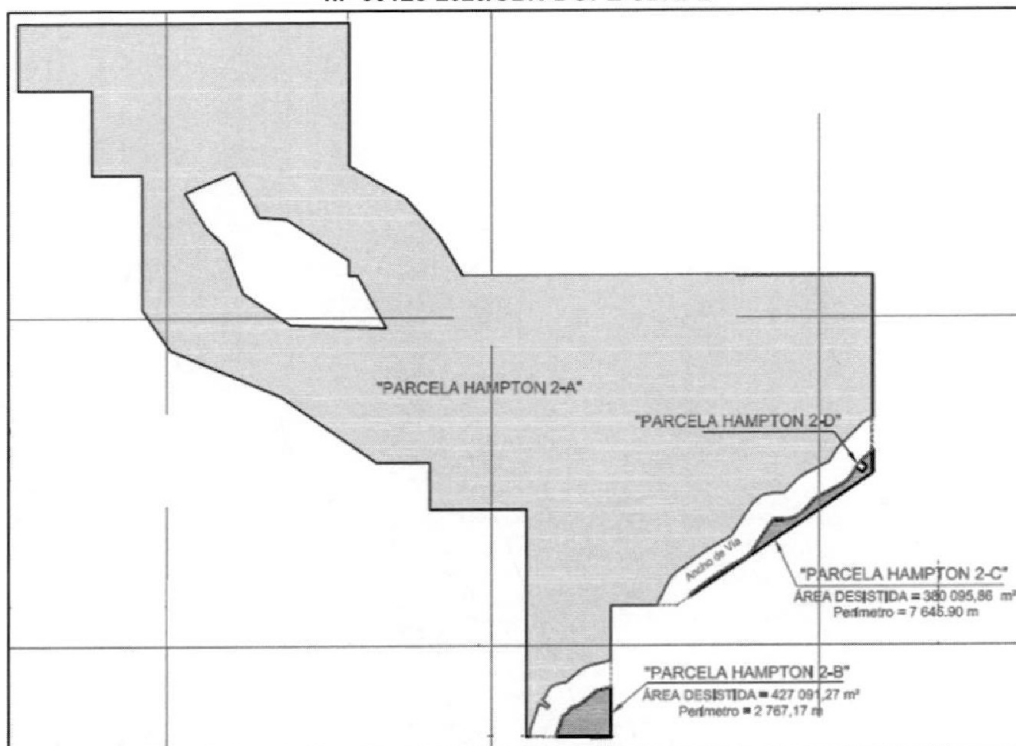 "PARCELA HAMPTON 2-A"
"PARCELA HAMPTON 2-D"
Ancho de Vía
"PARCELA HAMPTON 2-C"
ÁREA DESISTIDA = 380 095,86 m²
Perímetro = 7 645.90 m
"PARCELA HAMPTON 2-B"
ÁREA DESISTIDA = 427 091,27 m²
Perímetro = 2 767,17 m